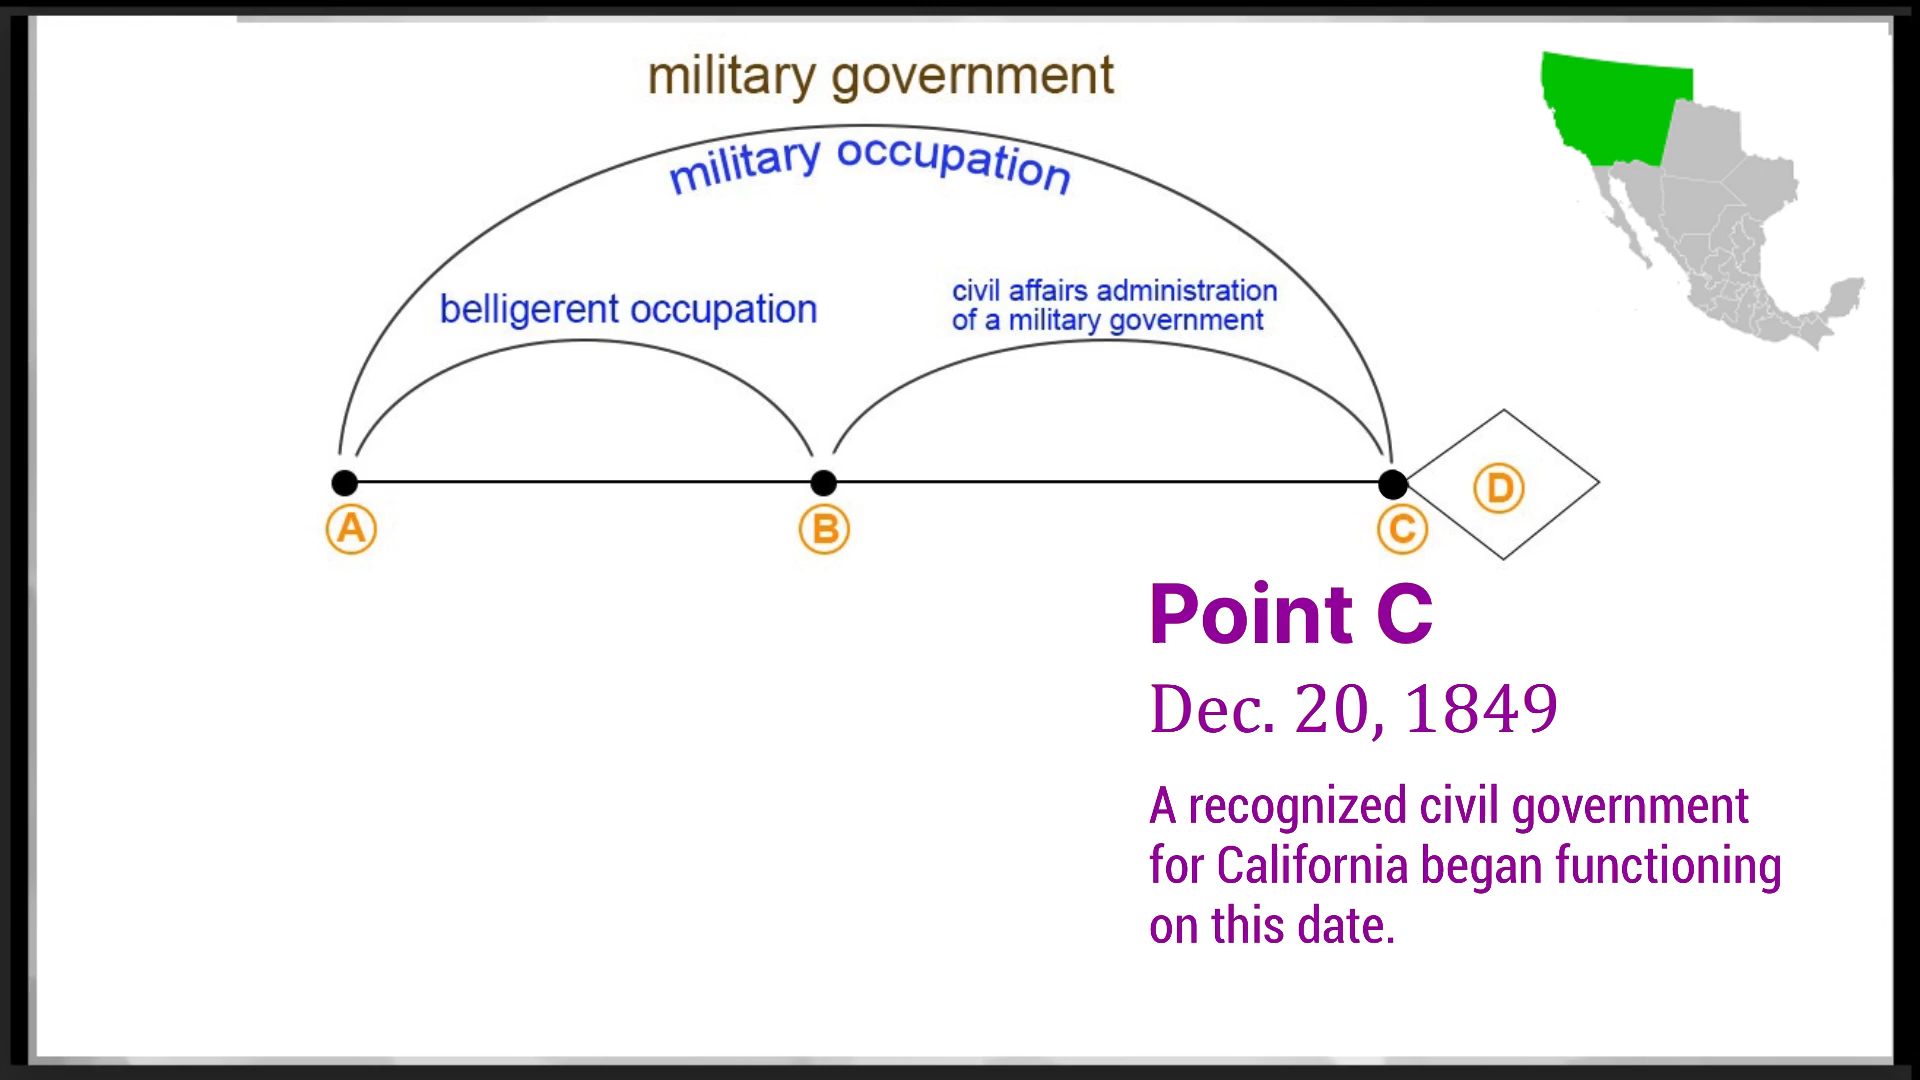 military government
military occupation
belligerent occupation
civil affairs administration
of a military government
A
B
C
D
Point C
Dec. 20, 1849
A recognized civil government
for California began functioning
on this date.